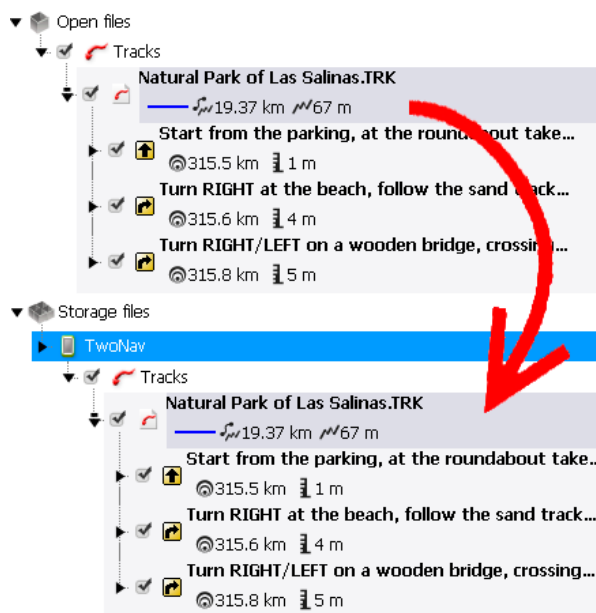 Open files
Tracks
Natural Park of Las Salinas.TRK
19.37 km 67 m
Start from the parking, at the roundabout take...
315.5 km 1 m
Turn RIGHT at the beach, follow the sand track...
315.6 km 4 m
Turn RIGHT/LEFT on a wooden bridge, crossing...
315.8 km 5 m
Storage files
TwoNav
Tracks
Natural Park of Las Salinas.TRK
19.37 km 67 m
Start from the parking, at the roundabout take..
315.5 km 1 m
Turn RIGHT at the beach, follow the sand track...
315.6 km 4 m
Turn RIGHT/LEFT on a wooden bridge, crossing...
315.8 km 5 m